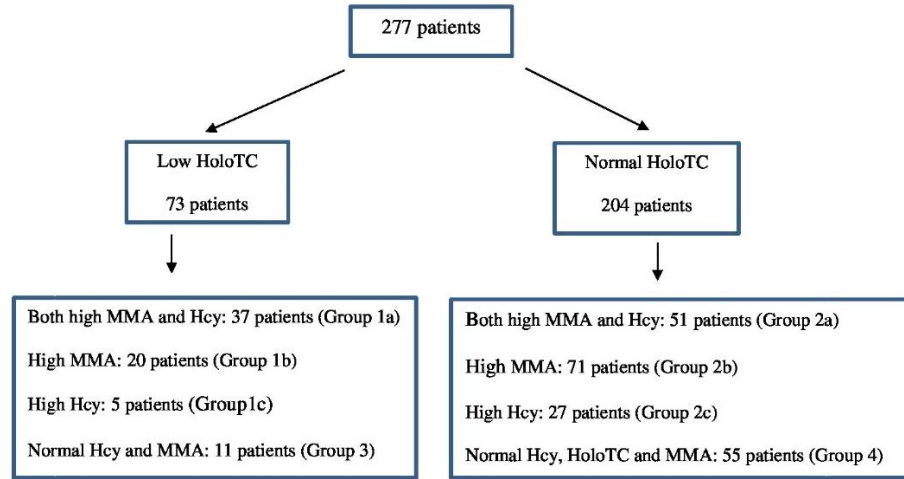 277 patients
Low HoloTC
73 patients
Normal HoloTC
204 patients
Both high MMA and Hcy: 37 patients (Group 1a)
High MMA: 20 patients (Group 1b)
High Hcy: 5 patients (Group1c)
Normal Hcy and MMA: 11 patients (Group 3)
Both high MMA and Hcy: 51 patients (Group 2a)
High MMA: 71 patients (Group 2b)
High Hcy: 27 patients (Group 2c)
Normal Hcy, HoloTC and MMA: 55 patients (Group 4)